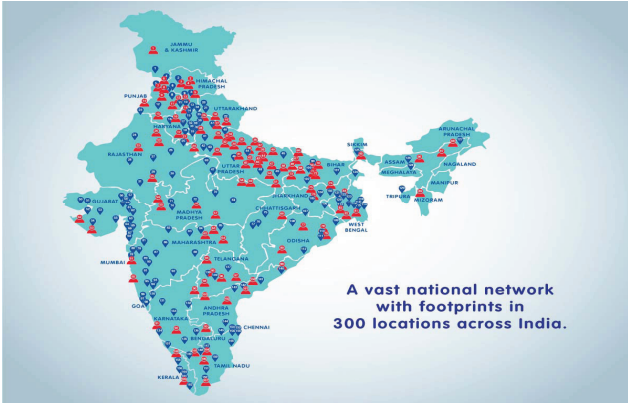 JAMMU
& KASHMIR
HIMACHAL
PRADESH
PUNJAB
UTTARAKHAND
HARYANA
RAJASTHAN
UTTAR
PRADESH
BIHAR
SIKKIM
ARUNACHAL
PRADESH
ASSAM
NAGALAND
MEGHALAYA
MANIPUR
TRIPURA
MIZORAM
GUJARAT
MADHYA
PRADESH
JHARKHAND
CHHATTISGARH
WEST
BENGAL
MAHARASHTRA
ODISHA
MUMBAI
TELANGANA
GOA
ANDHRA
PRADESH
KARNATAKA
CHENNAI
BENGALURU
TAMIL NADU
KERALA
A vast national network
with footprints in
300 locations across India.